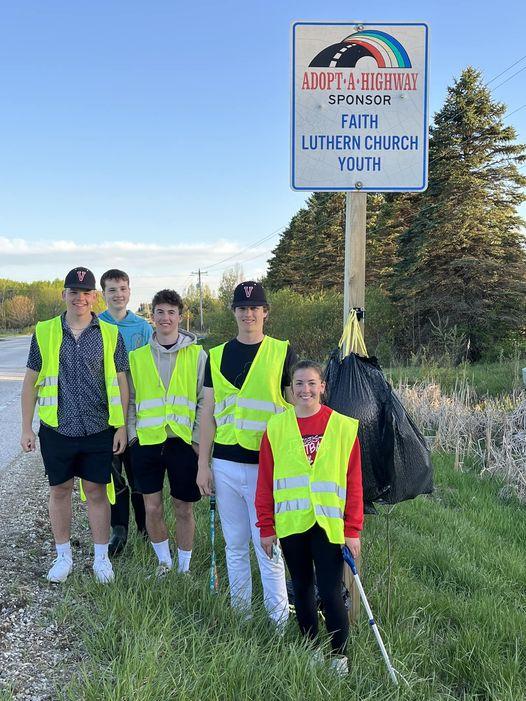 ADOPT·A·HIGHWAY
SPONSOR
FAITH
LUTHERN CHURCH
YOUTH
V
V